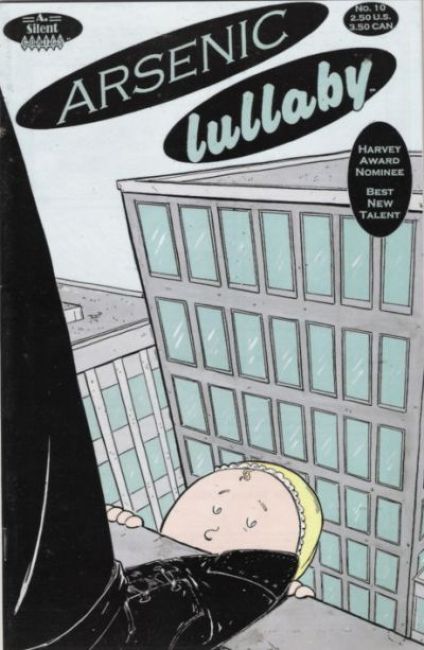 A.
Silent
No. 10
2.50 U.S.
3.50 CAN
ARSENIC
lullaby
HARVEY
AWARD
NOMINEE
BEST
NEW
TALENT